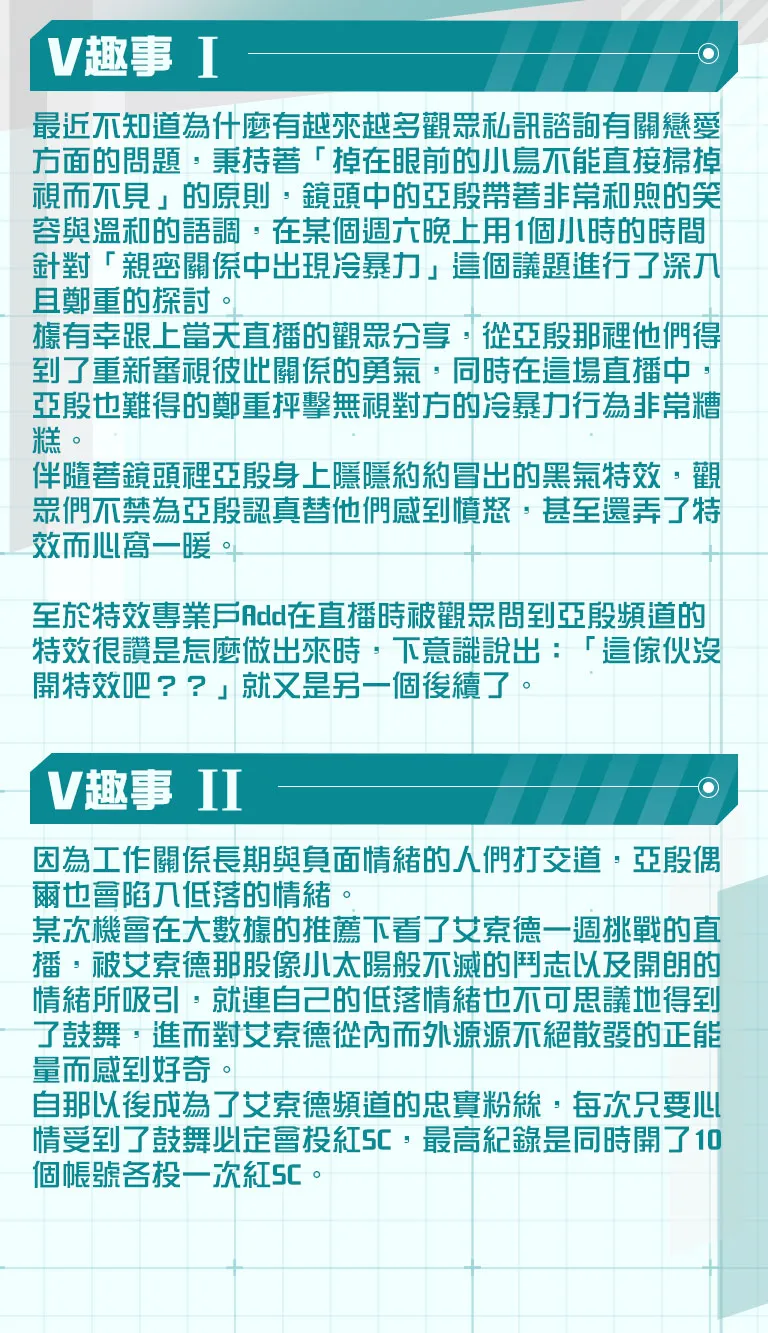 V趣事 I
最近不知道為什麼有越來越多觀眾私訊諮詢有關戀愛
方面的問題，秉持著「掉在眼前的小鳥不能直接掃掉
視而不見」的原則，鏡頭中的亞殷帶著非常和煦的笑
容與溫和的語調，在某個週六晚上用1個小時的時間
針對「親密關係中出現冷暴力」這個議題進行了深入
且鄭重的探討。
據有幸跟上當天直播的觀眾分享，從亞殷那裡他們得
到了重新審視彼此關係的勇氣，同時在這場直播中，
亞殷也難得的鄭重抨擊無視對方的冷暴力行為非常糟
糕。
伴隨著鏡頭裡亞殷身上隱隱約約冒出的黑氣特效，觀
眾們不禁為亞殷認真替他們感到憤怒，甚至還弄了特
效而心窩一暖。
至於特效專業戶Add在直播時被觀眾問到亞殷頻道的
特效很讚是怎麼做出來時，下意識說出：「這傢伙沒
開特效吧？？」就又是另一個後續了。
V趣事 II
因為工作關係長期與負面情緒的人們打交道，亞殷偶
爾也會陷入低落的情緒。
某次機會在大數據的推薦下看了艾索德一週挑戰的直
播，被艾索德那股像小太陽般不滅的鬥志以及開朗的
情緒所吸引，就連自己的低落情緒也不可思議地得到
了鼓舞，進而對艾索德從內而外源源不絕散發的正能
量而感到好奇。
自那以後成為了艾索德頻道的忠實粉絲，每次只要心
情受到了鼓舞必定會投紅SC，最高紀錄是同時開了10
個帳號各投一次紅SC。